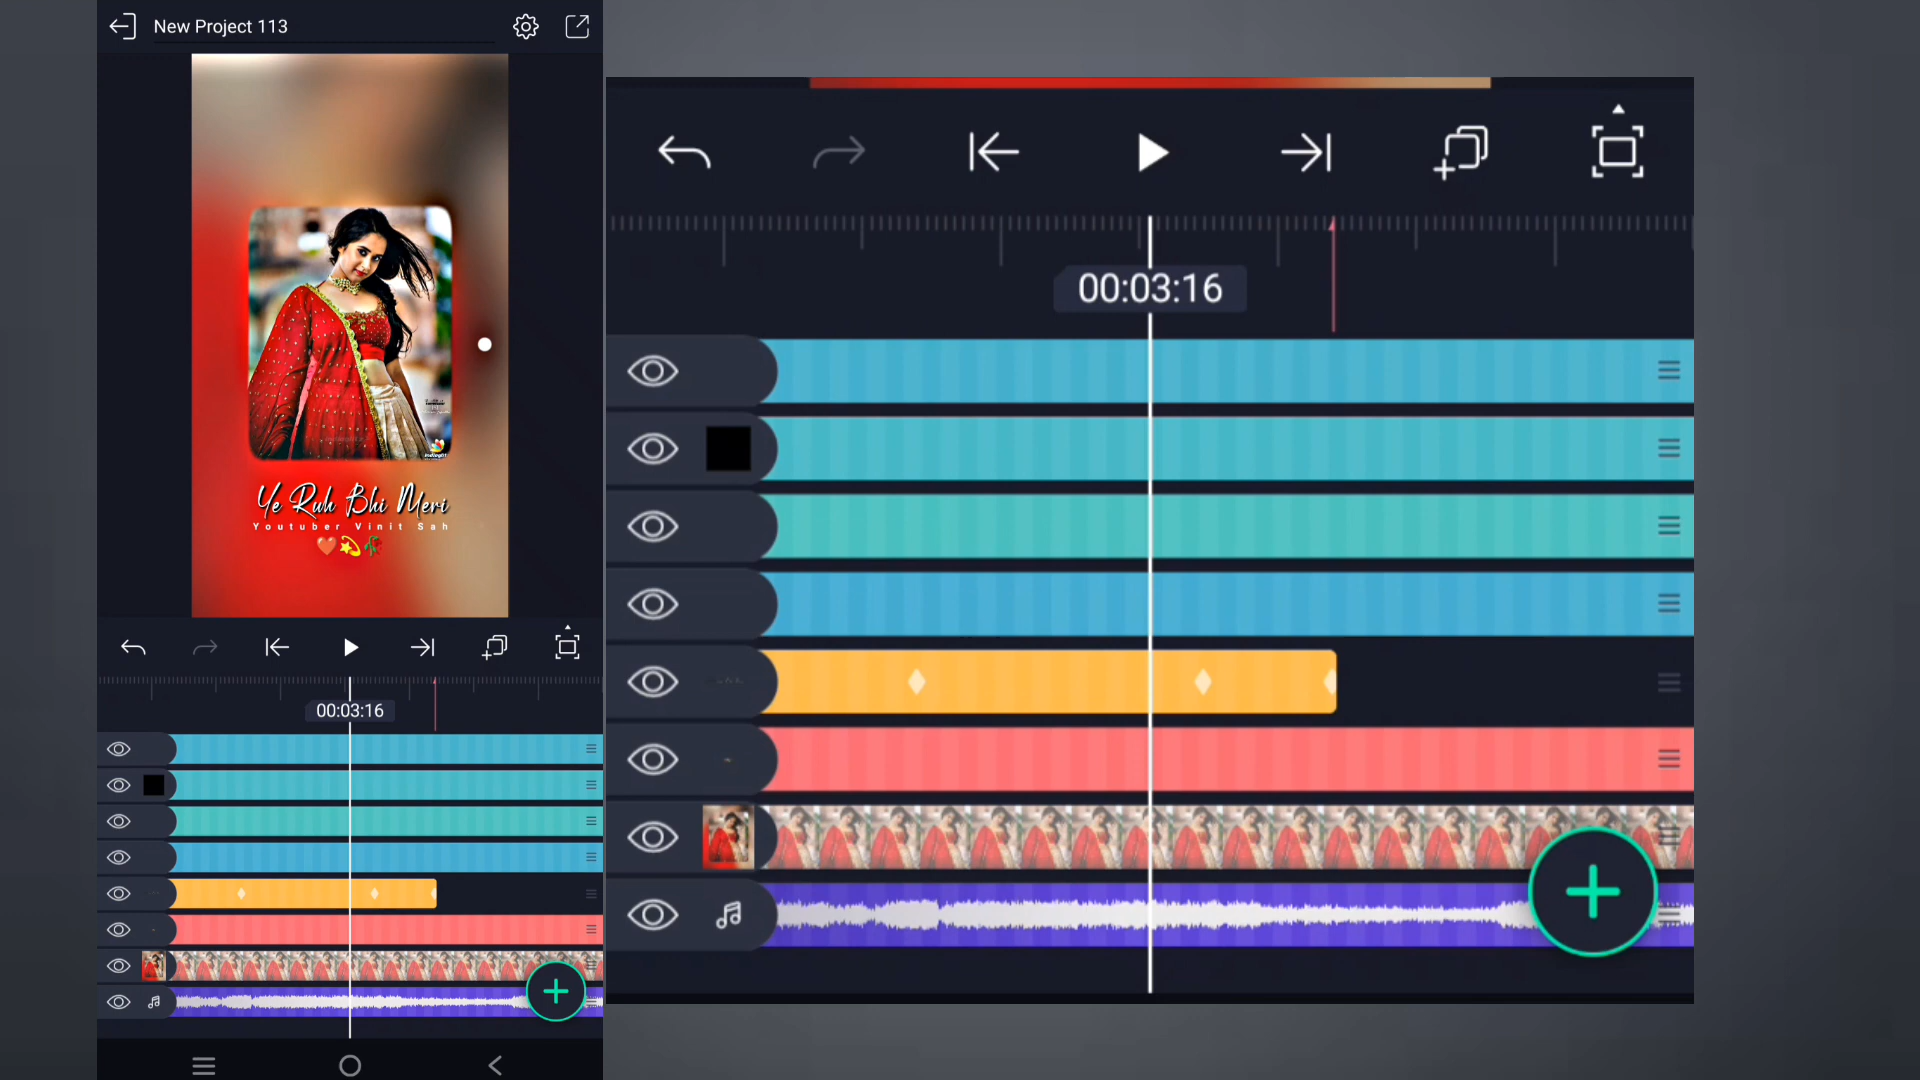 New Project 113
Ye Ruh Bhi Meri
Youtuber Vinit Sah
00:03:16
00:03:16